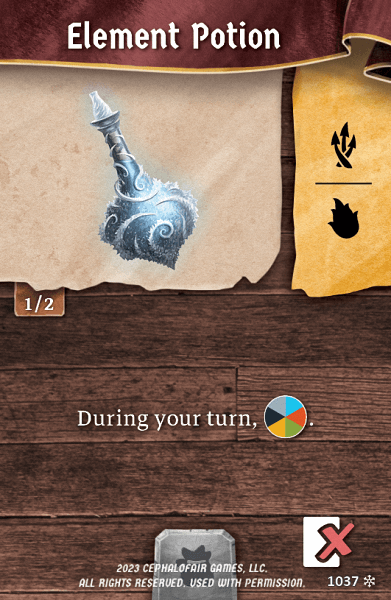 Element Potion
1/2
During your turn, .
2023 CEPHALOFAIR GAMES, LLC.
ALL RIGHTS RESERVED. USED WITH PERMISSION.
1037